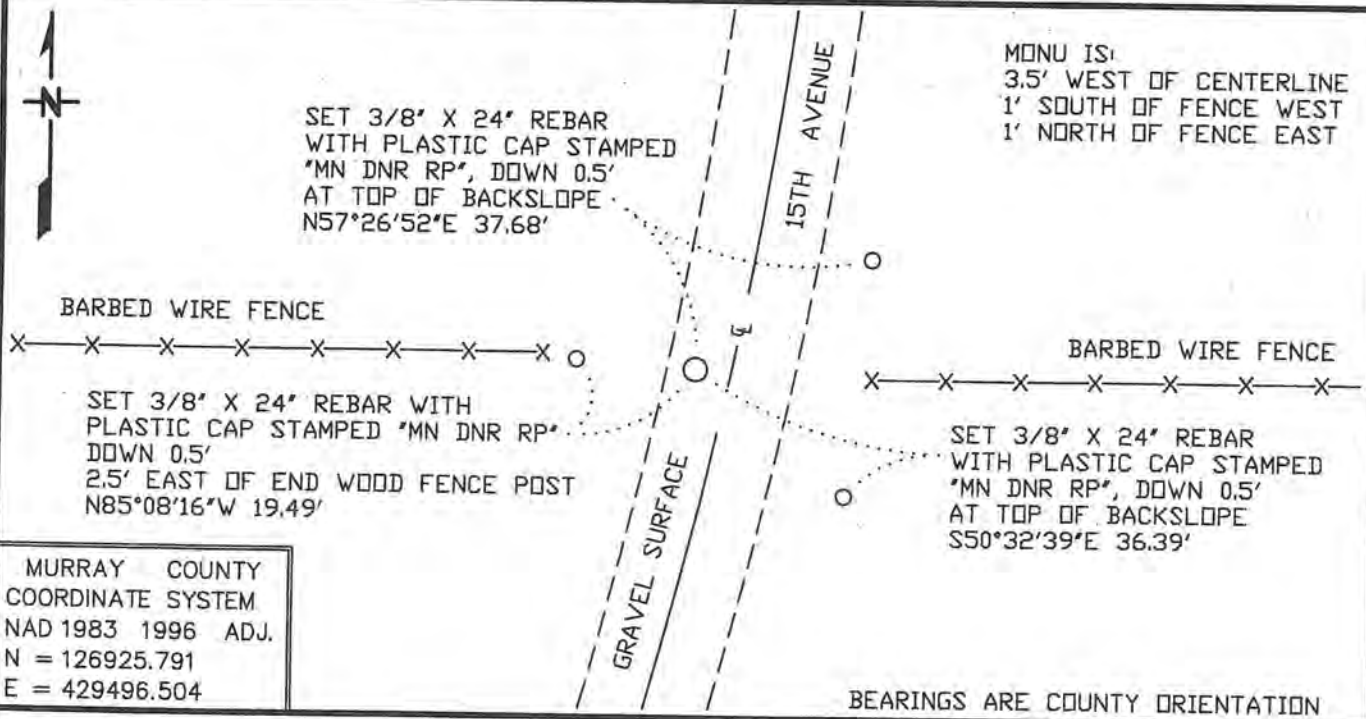 N
SET 3/8" X 24" REBAR
WITH PLASTIC CAP STAMPED
"MN DNR RP", DOWN 0.5'
AT TOP OF BACKSLOPE
N57°26'52"E 37.68'
15TH AVENUE
MONU IS:
3.5' WEST OF CENTERLINE
1' SOUTH OF FENCE WEST
1' NORTH OF FENCE EAST
BARBED WIRE FENCE
℄
BARBED WIRE FENCE
SET 3/8" X 24" REBAR WITH
PLASTIC CAP STAMPED "MN DNR RP"
DOWN 0.5'
2.5' EAST OF END WOOD FENCE POST
N85°08'16"W 19.49'
GRAVEL SURFACE
SET 3/8" X 24" REBAR
WITH PLASTIC CAP STAMPED
"MN DNR RP", DOWN 0.5'
AT TOP OF BACKSLOPE
S50°32'39"E 36.39'
MURRAY COUNTY
COORDINATE SYSTEM
NAD 1983 1996 ADJ.
N = 126925.791
E = 429496.504
BEARINGS ARE COUNTY ORIENTATION